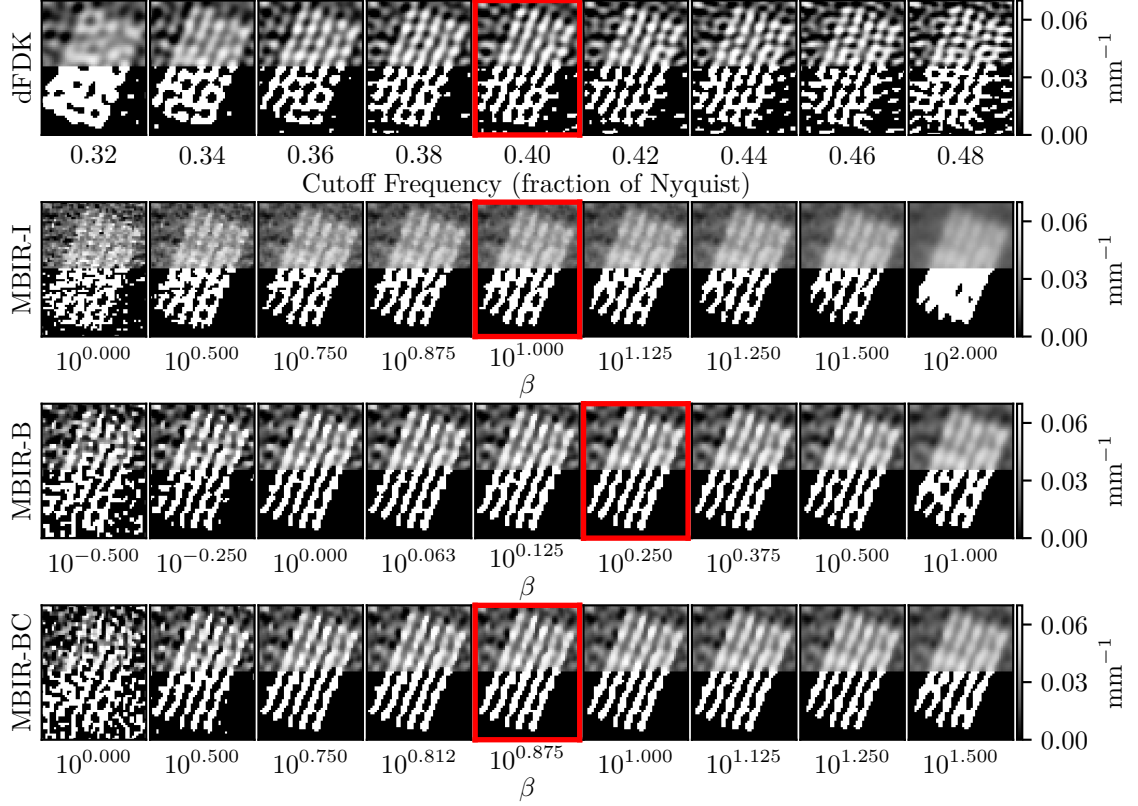 dFDK
0.06
0.03
0.00
mm⁻¹
0.32 0.34 0.36 0.38 0.40 0.42 0.44 0.46 0.48
Cutoff Frequency (fraction of Nyquist)
MBIR-I
0.06
0.03
0.00
mm⁻¹
10^0.000 10^0.500 10^0.750 10^0.875 10^1.000 10^1.125 10^1.250 10^1.500 10^2.000
β
MBIR-B
0.06
0.03
0.00
mm⁻¹
10^−0.500 10^−0.250 10^0.000 10^0.063 10^0.125 10^0.250 10^0.375 10^0.500 10^1.000
β
MBIR-BC
0.06
0.03
0.00
mm⁻¹
10^0.000 10^0.500 10^0.750 10^0.812 10^0.875 10^1.000 10^1.125 10^1.250 10^1.500
β